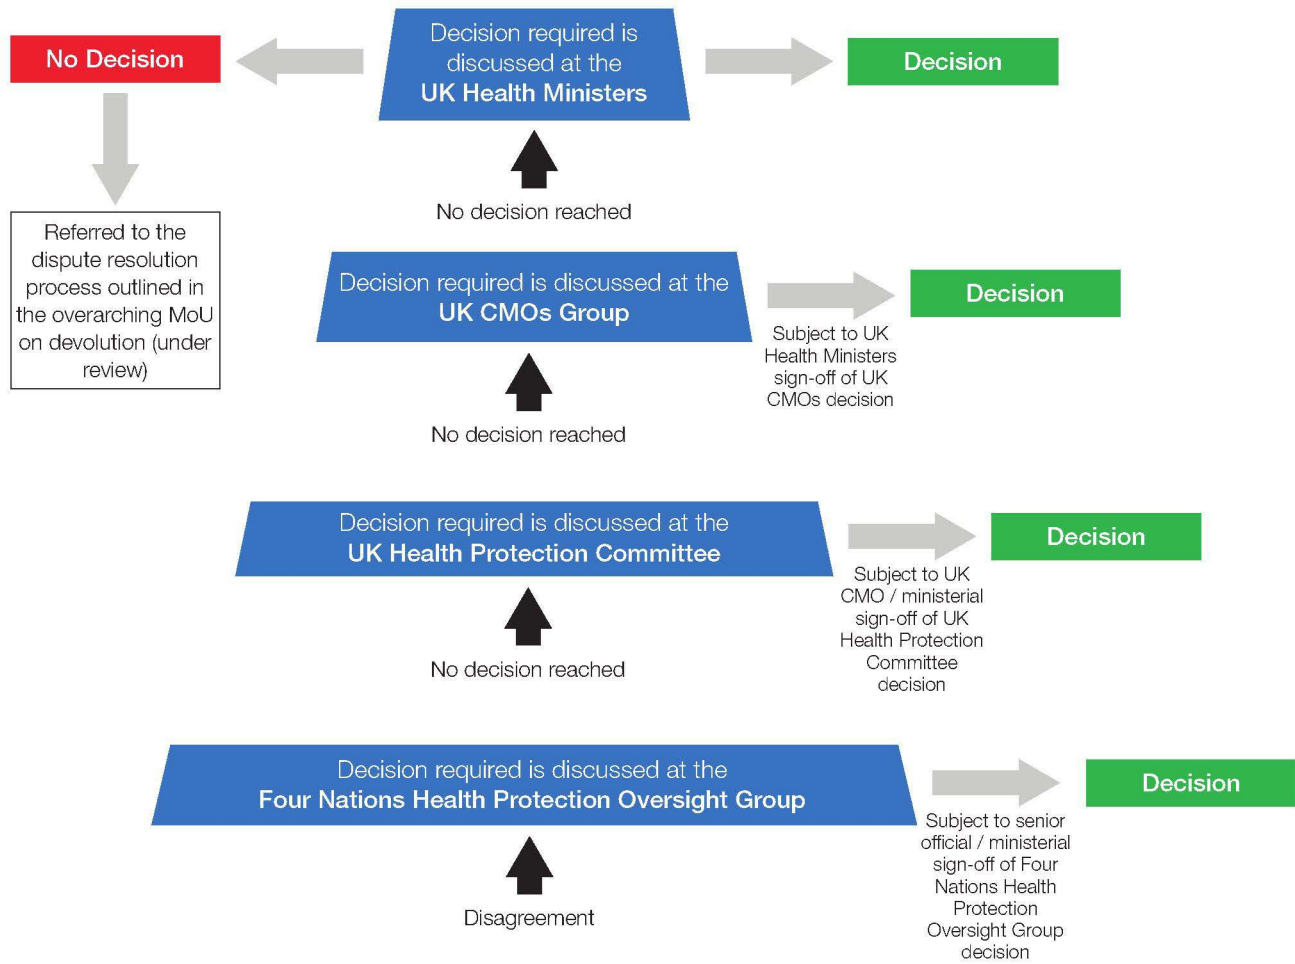 No Decision
Decision required is
discussed at the
UK Health Ministers
Decision
No decision reached
Referred to the
dispute resolution
process outlined in
the overarching MoU
on devolution (under
review)
Decision required is discussed at the
UK CMOs Group
Decision
Subject to UK
Health Ministers
sign-off of UK
CMOs decision
No decision reached
Decision required is discussed at the
UK Health Protection Committee
Decision
Subject to UK
CMO / ministerial
sign-off of UK
Health Protection
Committee
decision
No decision reached
Decision required is discussed at the
Four Nations Health Protection Oversight Group
Decision
Subject to senior
official / ministerial
sign-off of Four
Nations Health
Protection
Oversight Group
decision
Disagreement